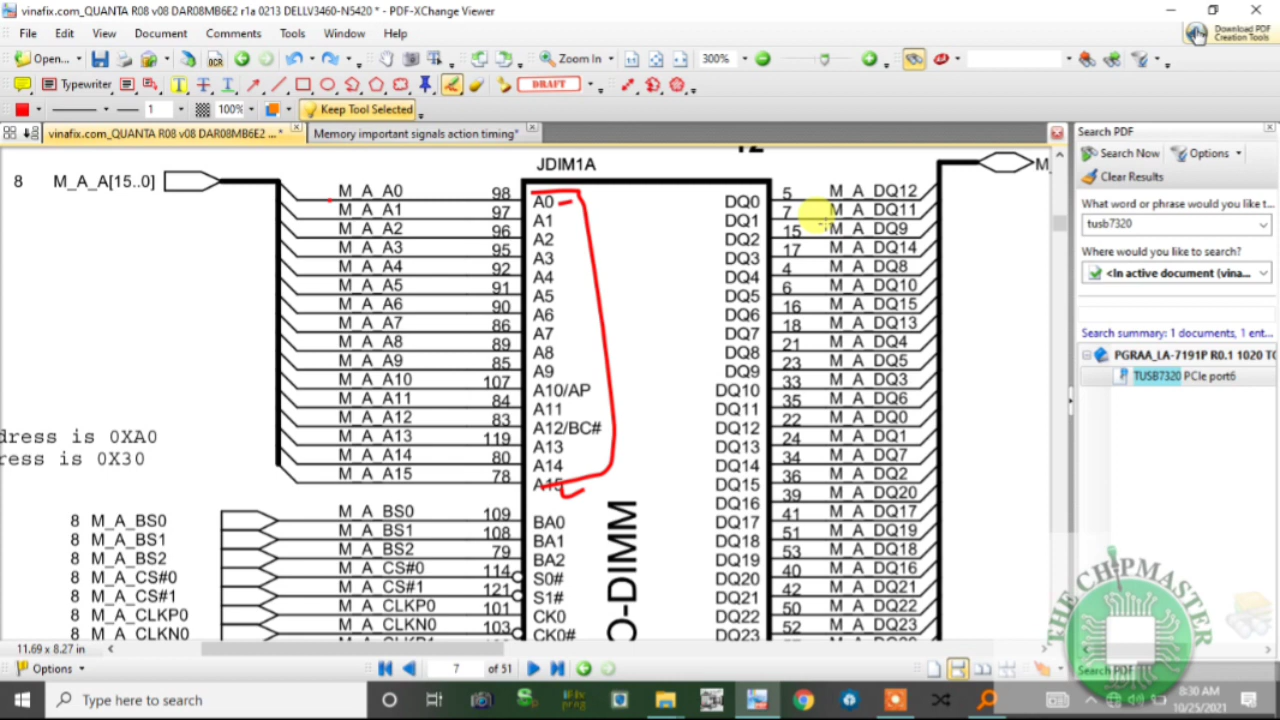 vinafix.com_QUANTA R08 v08 DAR08MB6E2 r1a 0213 DELLV3460-N5420 * - PDF-XChange Viewer
File Edit View Document Comments Tools Window Help
Download PDF
Creation Tools
Open... OCR Zoom In 300%
Typewriter DRAFT
1 100% Keep Tool Selected
vinafix.com_QUANTA R08 v08 DAR08MB6E2 ... * Memory important signals action timing*
Search PDF
Search Now Options
Clear Results
What word or phrase would you like t...
tusb7320
Where would you like to search?
<In active document (vina...
Search summary: 1 documents, 1 ent
PGRAA_LA-7191P R0.1 1020 TO
TUSB7320 PCIe port6
JDIM1A
8 M_A_A[15..0]
M_A_A0 98 A0 DQ0 5 M_A_DQ12
M_A_A1 97 A1 DQ1 7 M_A_DQ11
M_A_A2 96 A2 DQ2 15 M_A_DQ9
M_A_A3 95 A3 DQ3 17 M_A_DQ14
M_A_A4 92 A4 DQ4 4 M_A_DQ8
M_A_A5 91 A5 DQ5 6 M_A_DQ10
M_A_A6 90 A6 DQ6 16 M_A_DQ15
M_A_A7 86 A7 DQ7 18 M_A_DQ13
M_A_A8 89 A8 DQ8 21 M_A_DQ4
M_A_A9 85 A9 DQ9 23 M_A_DQ5
M_A_A10 107 A10/AP DQ10 33 M_A_DQ3
M_A_A11 84 A11 DQ11 35 M_A_DQ6
M_A_A12 83 A12/BC# DQ12 22 M_A_DQ0
M_A_A13 119 A13 DQ13 24 M_A_DQ1
M_A_A14 80 A14 DQ14 34 M_A_DQ7
M_A_A15 78 A15 DQ15 36 M_A_DQ2
dress is 0XA0
dress is 0X30
DQ16 39 M_A_DQ20
8 M_A_BS0 M_A_BS0 109 BA0 DQ17 41 M_A_DQ17
8 M_A_BS1 M_A_BS1 108 BA1 DQ18 51 M_A_DQ19
8 M_A_BS2 M_A_BS2 79 BA2 DQ19 53 M_A_DQ18
8 M_A_CS#0 M_A_CS#0 114 S0# DQ20 40 M_A_DQ16
8 M_A_CS#1 M_A_CS#1 121 S1# DQ21 42 M_A_DQ21
8 M_A_CLKP0 M_A_CLKP0 101 CK0 DQ22 50 M_A_DQ22
8 M_A_CLKN0 M_A_CLKN0 103 CK0# DQ23 52 M_A_DQ23
O-DIMM
THE CHIPMASTER
11.69 x 8.27 in
Options 7 of 51
Search PDF
Type here to search
8:30 AM
10/25/2021